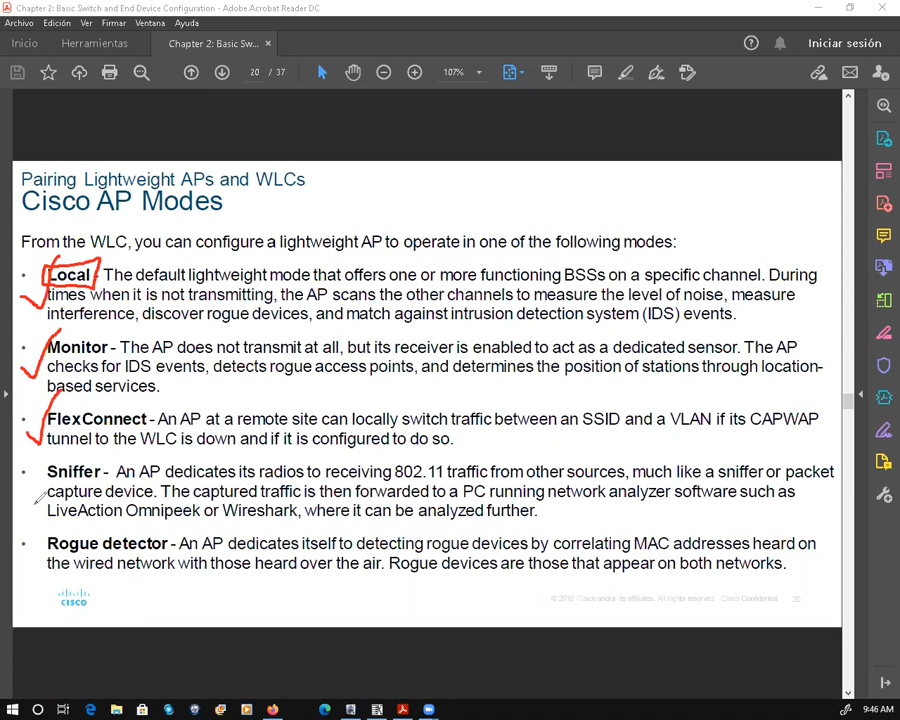 Chapter 2: Basic Switch and End Device Configuration - Adobe Acrobat Reader DC
Archivo Edición Ver Firmar Ventana Ayuda
Inicio Herramientas Chapter 2: Basic Sw... × Iniciar sesión
20 / 37 107%
Pairing Lightweight APs and WLCs
Cisco AP Modes
From the WLC, you can configure a lightweight AP to operate in one of the following modes:
• Local - The default lightweight mode that offers one or more functioning BSSs on a specific channel. During
times when it is not transmitting, the AP scans the other channels to measure the level of noise, measure
interference, discover rogue devices, and match against intrusion detection system (IDS) events.
• Monitor - The AP does not transmit at all, but its receiver is enabled to act as a dedicated sensor. The AP
checks for IDS events, detects rogue access points, and determines the position of stations through location-
based services.
• FlexConnect - An AP at a remote site can locally switch traffic between an SSID and a VLAN if its CAPWAP
tunnel to the WLC is down and if it is configured to do so.
• Sniffer - An AP dedicates its radios to receiving 802.11 traffic from other sources, much like a sniffer or packet
capture device. The captured traffic is then forwarded to a PC running network analyzer software such as
LiveAction Omnipeek or Wireshark, where it can be analyzed further.
• Rogue detector - An AP dedicates itself to detecting rogue devices by correlating MAC addresses heard on
the wired network with those heard over the air. Rogue devices are those that appear on both networks.
CISCO
© 2016 Cisco and/or its affiliates. All rights reserved. Cisco Confidential 20
9:46 AM